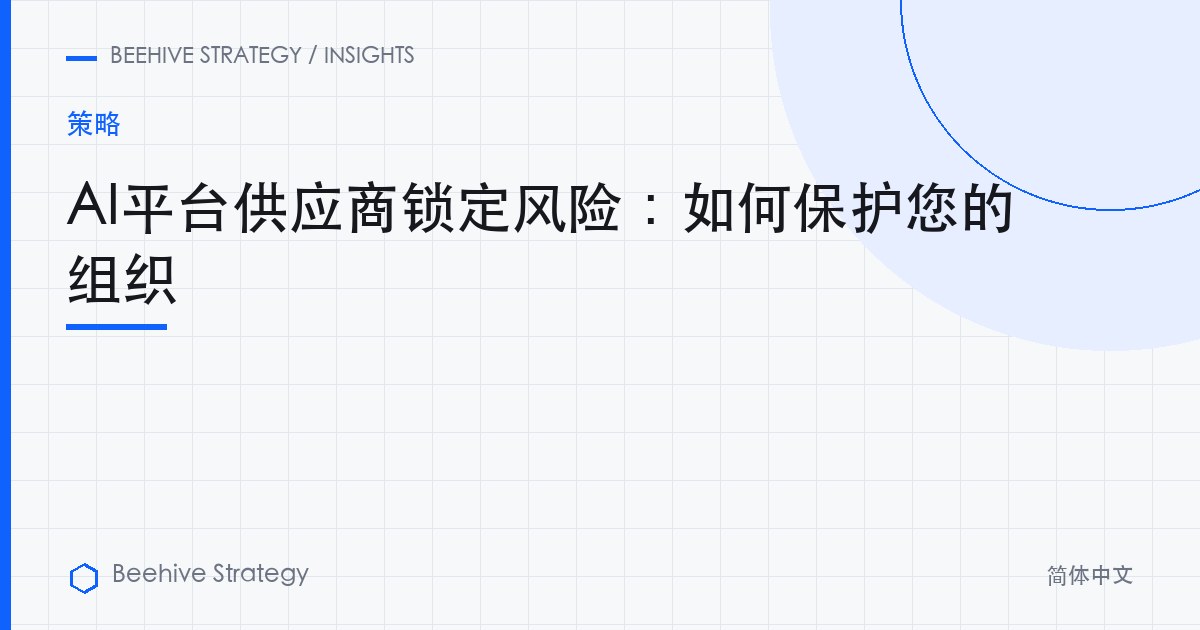 BEEHIVE STRATEGY / INSIGHTS
策略
AI平台供应商锁定风险：如何保护您的
组织
Beehive Strategy
简体中文